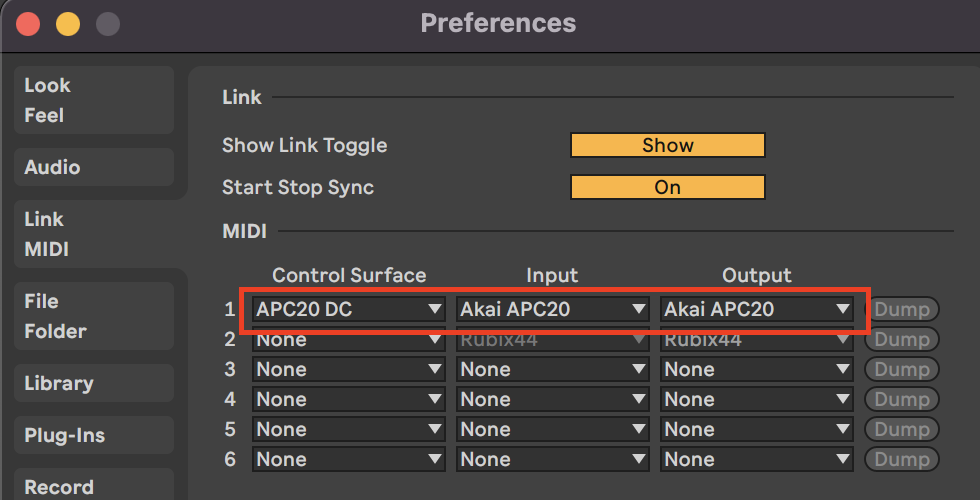 Preferences
Look
Feel
Audio
Link
MIDI
File
Folder
Library
Plug-Ins
Record
Link
Show Link Toggle Show
Start Stop Sync On
MIDI
Control Surface Input Output
1 APC20 DC Akai APC20 Akai APC20 Dump
2 None Rubix44 Rubix44 Dump
3 None None None Dump
4 None None None Dump
5 None None None Dump
6 None None None Dump